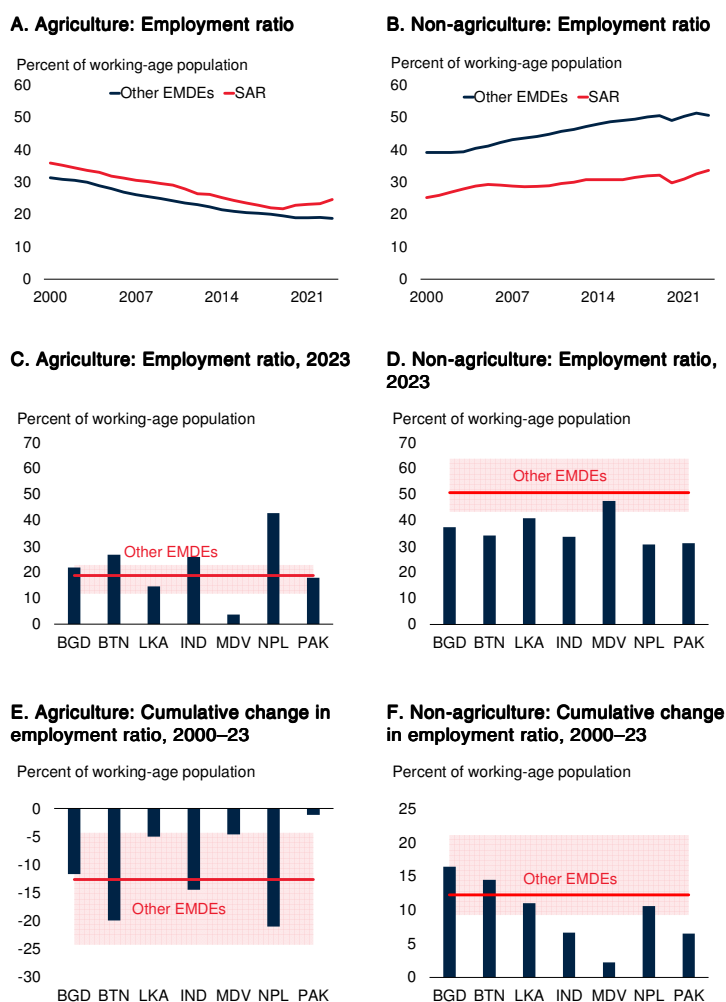 A. Agriculture: Employment ratio
Percent of working-age population
60
50
40
30
20
10
0
Other EMDEs SAR
2000 2007 2014 2021
B. Non-agriculture: Employment ratio
Percent of working-age population
60
50
40
30
20
10
0
Other EMDEs SAR
2000 2007 2014 2021
C. Agriculture: Employment ratio, 2023
Percent of working-age population
70
60
50
40
30
20
10
0
Other EMDEs
BGD BTN LKA IND MDV NPL PAK
D. Non-agriculture: Employment ratio,
2023
Percent of working-age population
70
60
50
40
30
20
10
0
Other EMDEs
BGD BTN LKA IND MDV NPL PAK
E. Agriculture: Cumulative change in
employment ratio, 2000–23
Percent of working-age population
0
-5
-10
-15
-20
-25
-30
Other EMDEs
BGD BTN LKA IND MDV NPL PAK
F. Non-agriculture: Cumulative change
in employment ratio, 2000–23
Percent of working-age population
25
20
15
10
5
0
Other EMDEs
BGD BTN LKA IND MDV NPL PAK